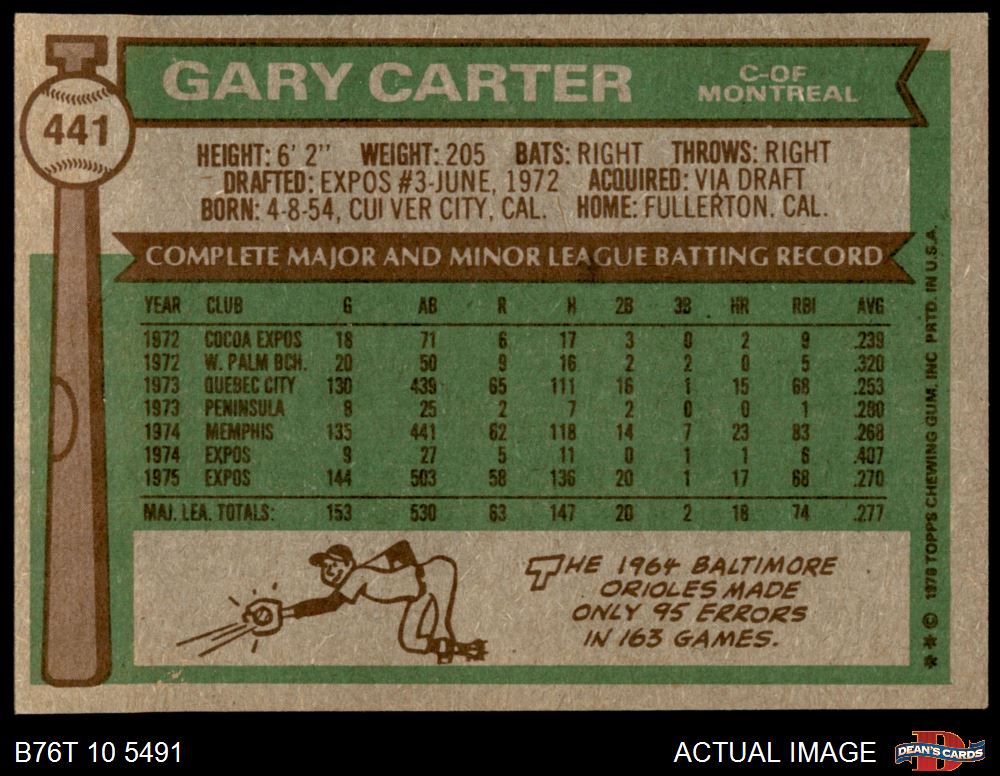 441
GARY CARTER
C-OF
MONTREAL
HEIGHT: 6' 2" WEIGHT: 205 BATS: RIGHT THROWS: RIGHT
DRAFTED: EXPOS #3-JUNE, 1972 ACQUIRED: VIA DRAFT
BORN: 4-8-54, CULVER CITY, CAL. HOME: FULLERTON, CAL.
COMPLETE MAJOR AND MINOR LEAGUE BATTING RECORD
YEAR CLUB G AB R H 2B 3B HR RBI AVG
1972 COCOA EXPOS 18 71 6 17 3 0 2 9 .239
1972 W. PALM BCH. 20 50 9 16 2 2 0 5 .320
1973 QUEBEC CITY 130 439 65 111 16 1 15 68 .253
1973 PENINSULA 8 25 2 7 2 0 0 1 .280
1974 MEMPHIS 135 441 62 118 14 7 23 83 .268
1974 EXPOS 9 27 5 11 0 1 1 6 .407
1975 EXPOS 144 503 58 136 20 1 17 68 .270
MAJ. LEA. TOTALS: 153 530 63 147 20 2 18 74 .277
THE 1964 BALTIMORE
ORIOLES MADE
ONLY 95 ERRORS
IN 163 GAMES.
** © 1976 TOPPS CHEWING GUM, INC PRTD. IN U.S.A.
B76T 10 5491
ACTUAL IMAGE
DEAN'S CARDS